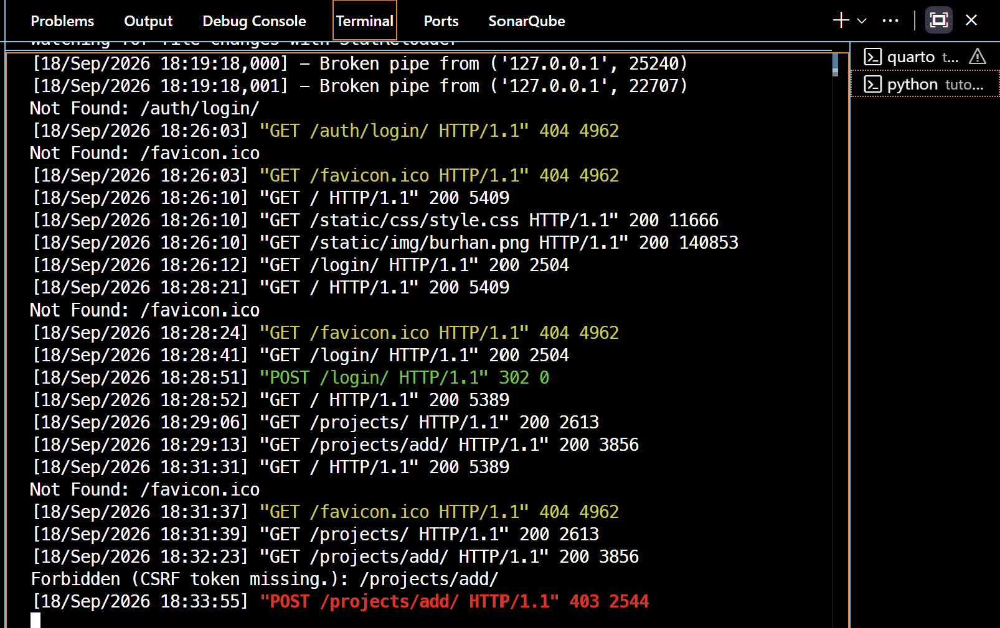 Problems Output Debug Console Terminal Ports SonarQube
Watching for file changes with StatReloader
[18/Sep/2026 18:19:18,000] - Broken pipe from ('127.0.0.1', 25240)
[18/Sep/2026 18:19:18,001] - Broken pipe from ('127.0.0.1', 22707)
Not Found: /auth/login/
[18/Sep/2026 18:26:03] "GET /auth/login/ HTTP/1.1" 404 4962
Not Found: /favicon.ico
[18/Sep/2026 18:26:03] "GET /favicon.ico HTTP/1.1" 404 4962
[18/Sep/2026 18:26:10] "GET / HTTP/1.1" 200 5409
[18/Sep/2026 18:26:10] "GET /static/css/style.css HTTP/1.1" 200 11666
[18/Sep/2026 18:26:10] "GET /static/img/burhan.png HTTP/1.1" 200 140853
[18/Sep/2026 18:26:12] "GET /login/ HTTP/1.1" 200 2504
[18/Sep/2026 18:28:21] "GET / HTTP/1.1" 200 5409
Not Found: /favicon.ico
[18/Sep/2026 18:28:24] "GET /favicon.ico HTTP/1.1" 404 4962
[18/Sep/2026 18:28:41] "GET /login/ HTTP/1.1" 200 2504
[18/Sep/2026 18:28:51] "POST /login/ HTTP/1.1" 302 0
[18/Sep/2026 18:28:52] "GET / HTTP/1.1" 200 5389
[18/Sep/2026 18:29:06] "GET /projects/ HTTP/1.1" 200 2613
[18/Sep/2026 18:29:13] "GET /projects/add/ HTTP/1.1" 200 3856
[18/Sep/2026 18:31:31] "GET / HTTP/1.1" 200 5389
Not Found: /favicon.ico
[18/Sep/2026 18:31:37] "GET /favicon.ico HTTP/1.1" 404 4962
[18/Sep/2026 18:31:39] "GET /projects/ HTTP/1.1" 200 2613
[18/Sep/2026 18:32:23] "GET /projects/add/ HTTP/1.1" 200 3856
Forbidden (CSRF token missing.): /projects/add/
[18/Sep/2026 18:33:55] "POST /projects/add/ HTTP/1.1" 403 2544
quarto t...
python tuto...